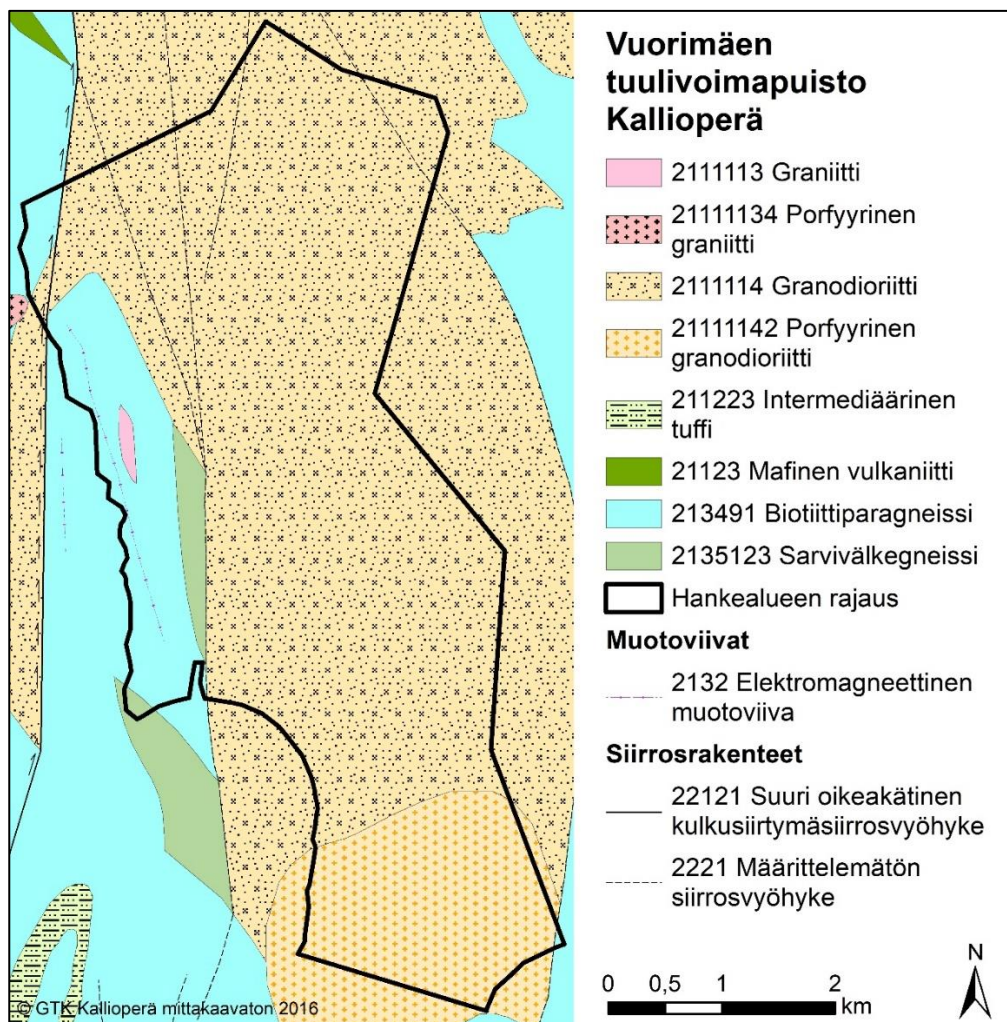 Vuorimäen
tuulivoimapuisto
Kallioperä
2111113 Graniitti
21111134 Porfyyrinen
graniitti
2111114 Granodioriitti
21111142 Porfyyrinen
granodioriitti
211223 Intermediäärinen
tuffi
21123 Mafinen vulkaniitti
213491 Biotiittiparagneissi
2135123 Sarvivälkegneissi
Hankealueen rajaus
Muotoviivat
2132 Elektromagneettinen
muotoviiva
Siirrosrakenteet
22121 Suuri oikeakätinen
kulkusiirtymäsiirrosvyöhyke
2221 Määrittelemätön
siirrosvyöhyke
N
0 0,5 1 2
km
© GTK Kallioperä mittakaavaton 2016